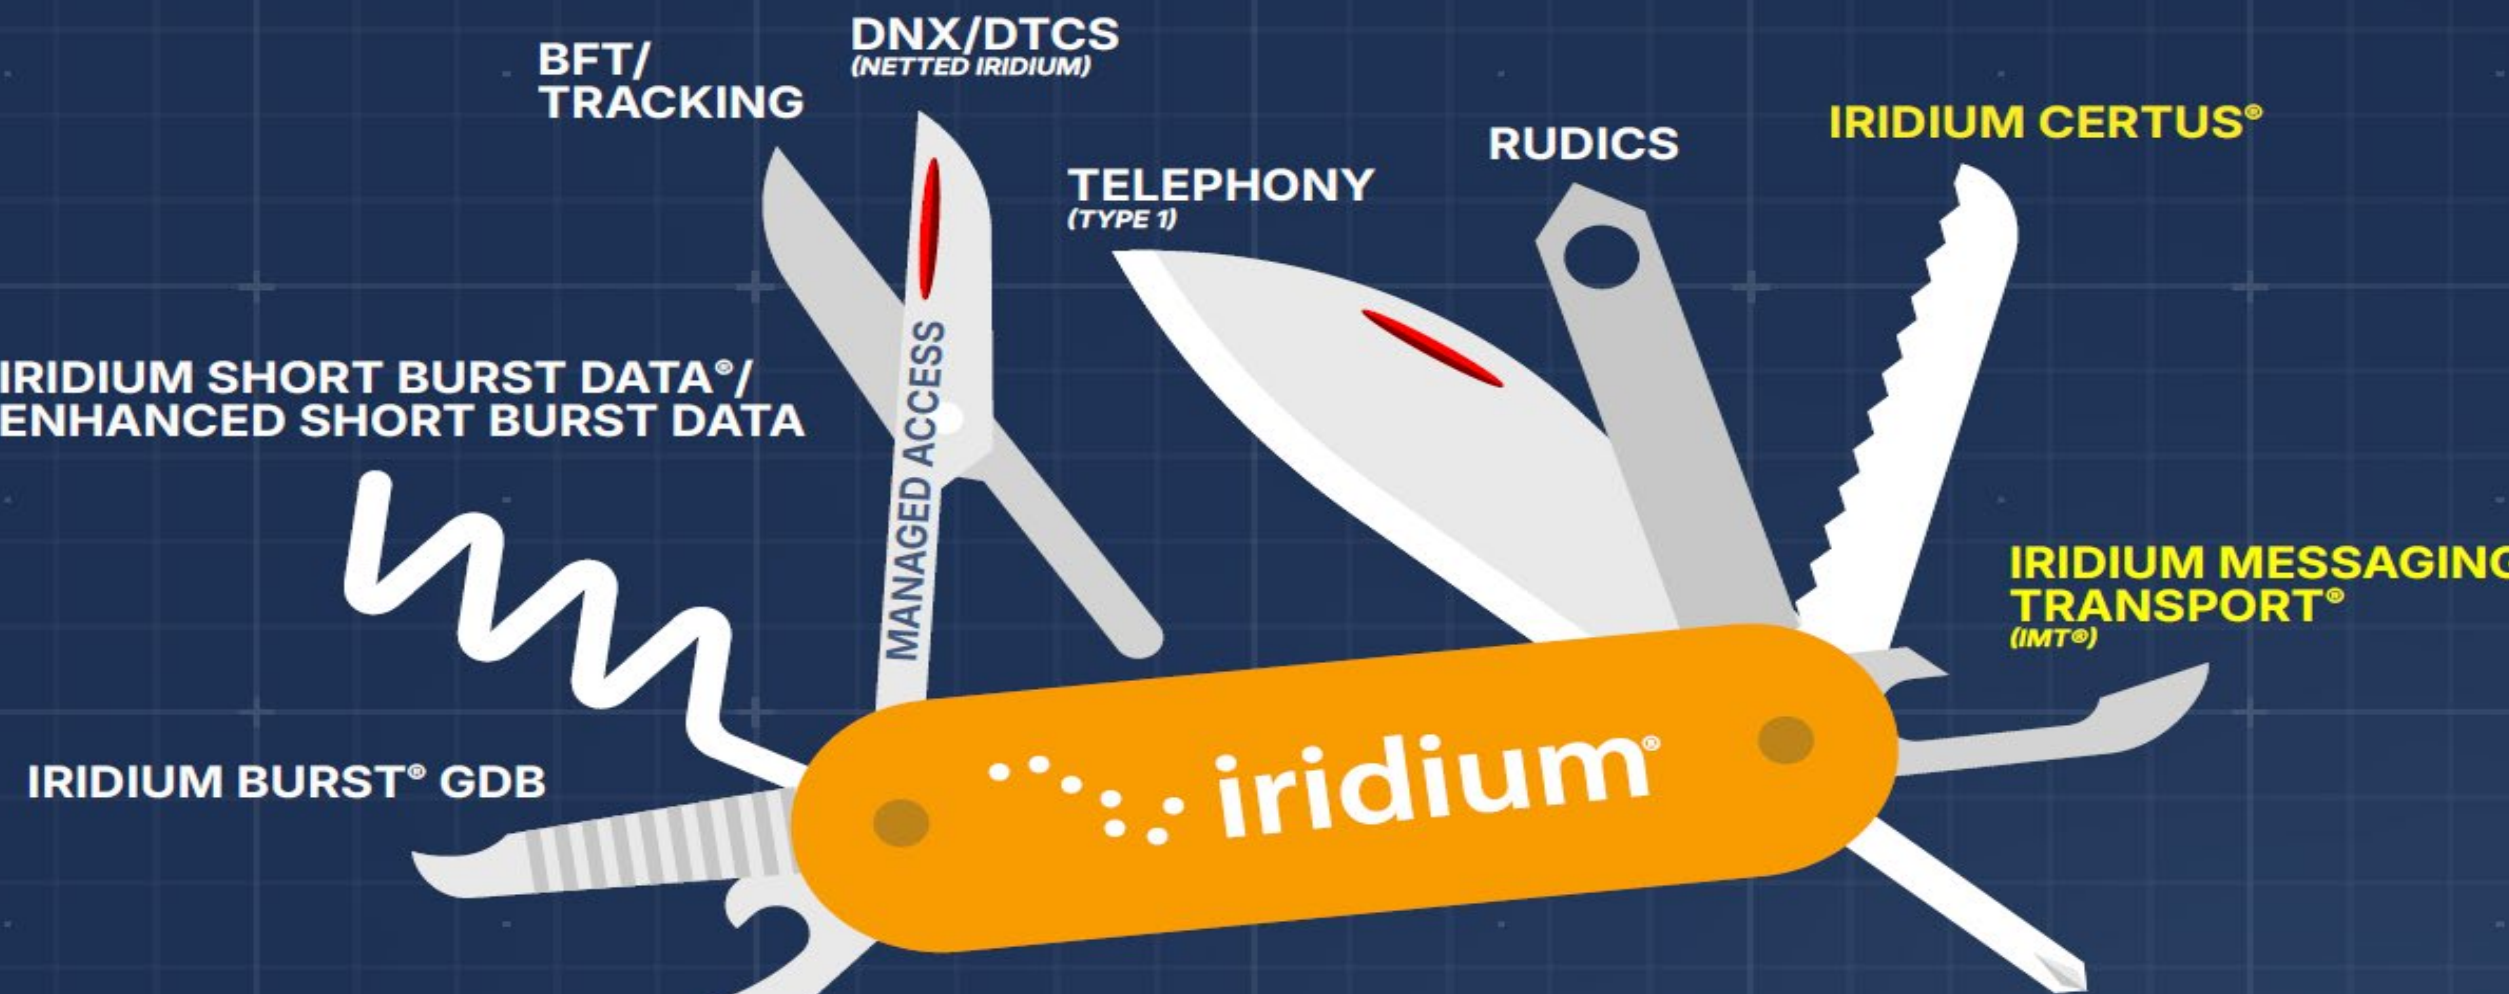 BFT/
TRACKING
DNX/DTCS
(NETTED IRIDIUM)
TELEPHONY
(TYPE 1)
RUDICS
IRIDIUM CERTUS®
IRIDIUM SHORT BURST DATA®/
ENHANCED SHORT BURST DATA
MANAGED ACCESS
IRIDIUM MESSAGING
TRANSPORT®
(IMT®)
IRIDIUM BURST® GDB
iridium®